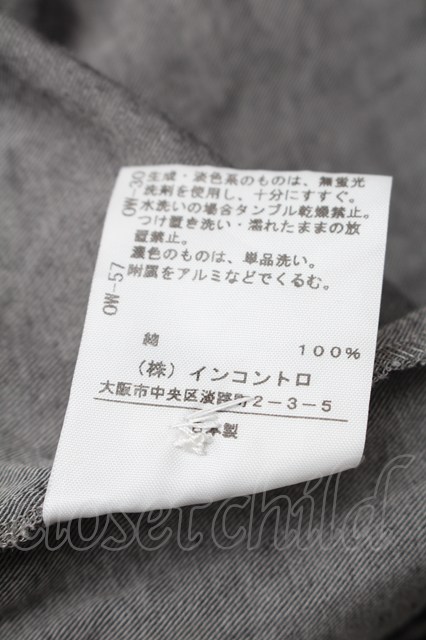 OW-30
OW-57
生成・淡色系のものは、無蛍光
洗剤を使用し、十分にすすぐ。
水洗いの場合タンブル乾燥禁止。
つけ置き洗い・濡れたままの放
置禁止。
濃色のものは、単品洗い。
附属をアルミなどでくるむ。
綿
100%
(株)インコントロ
大阪市中央区淡路町2-3-5
日本製
closetchild